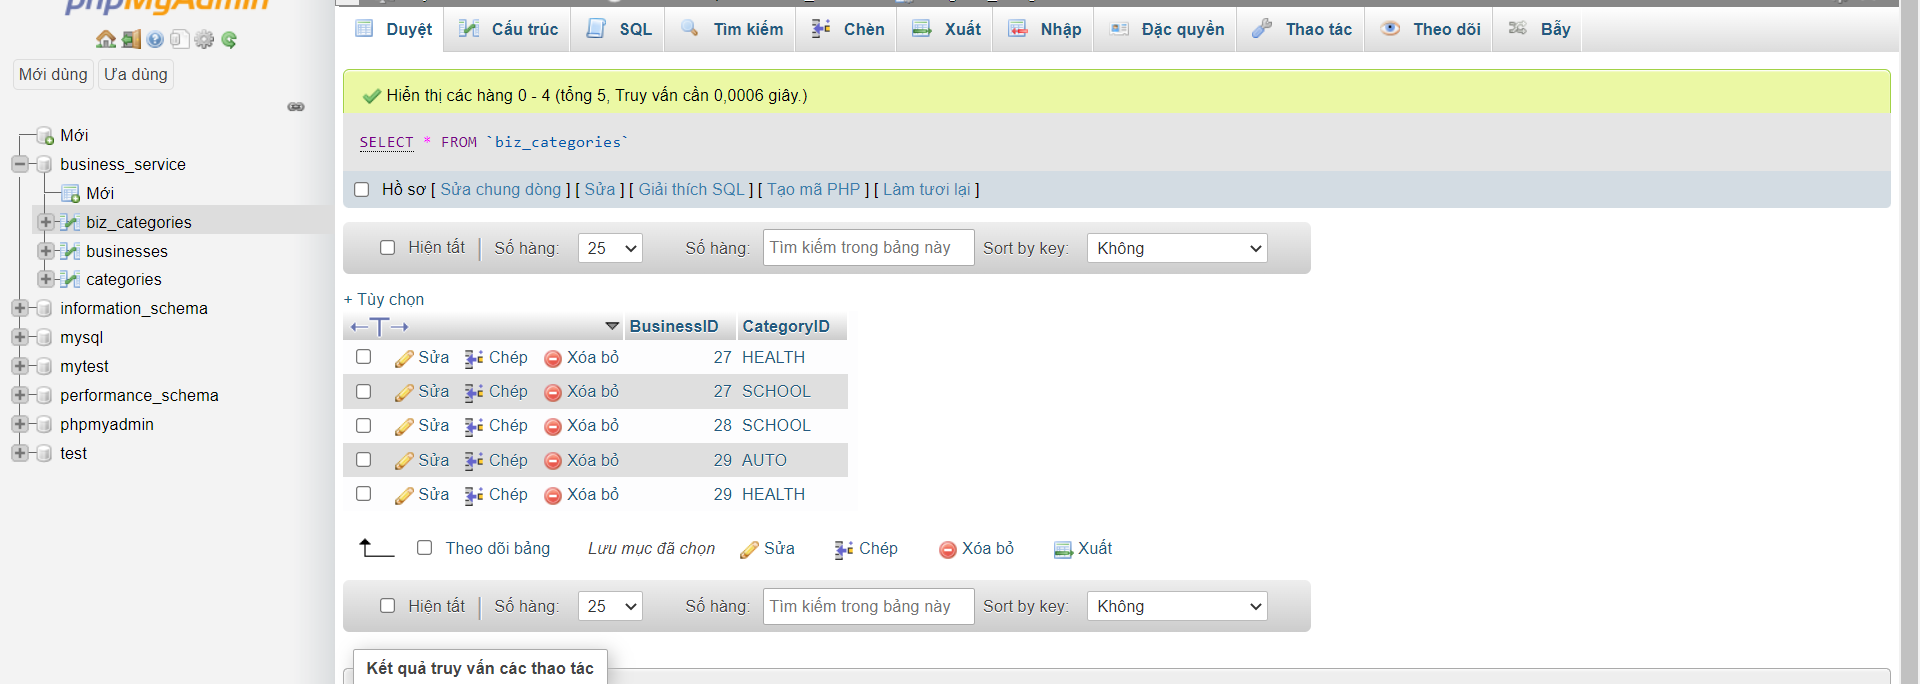 phpMyAdmin
Mới dùng Ưa dùng
Mới
business_service
Mới
biz_categories
businesses
categories
information_schema
mysql
mytest
performance_schema
phpmyadmin
test
Duyệt Cấu trúc SQL Tìm kiếm Chèn Xuất Nhập Đặc quyền Thao tác Theo dõi Bẫy
Hiển thị các hàng 0 - 4 (tổng 5, Truy vấn cần 0,0006 giây.)
SELECT * FROM `biz_categories`
Hồ sơ [ Sửa chung dòng ] [ Sửa ] [ Giải thích SQL ] [ Tạo mã PHP ] [ Làm tươi lại ]
Hiện tất Số hàng: 25 Số hàng: Tìm kiếm trong bảng này Sort by key: Không
+ Tùy chọn
←T→ BusinessID CategoryID
Sửa Chép Xóa bỏ 27 HEALTH
Sửa Chép Xóa bỏ 27 SCHOOL
Sửa Chép Xóa bỏ 28 SCHOOL
Sửa Chép Xóa bỏ 29 AUTO
Sửa Chép Xóa bỏ 29 HEALTH
Theo dõi bảng Lưu mục đã chọn Sửa Chép Xóa bỏ Xuất
Hiện tất Số hàng: 25 Số hàng: Tìm kiếm trong bảng này Sort by key: Không
Kết quả truy vấn các thao tác